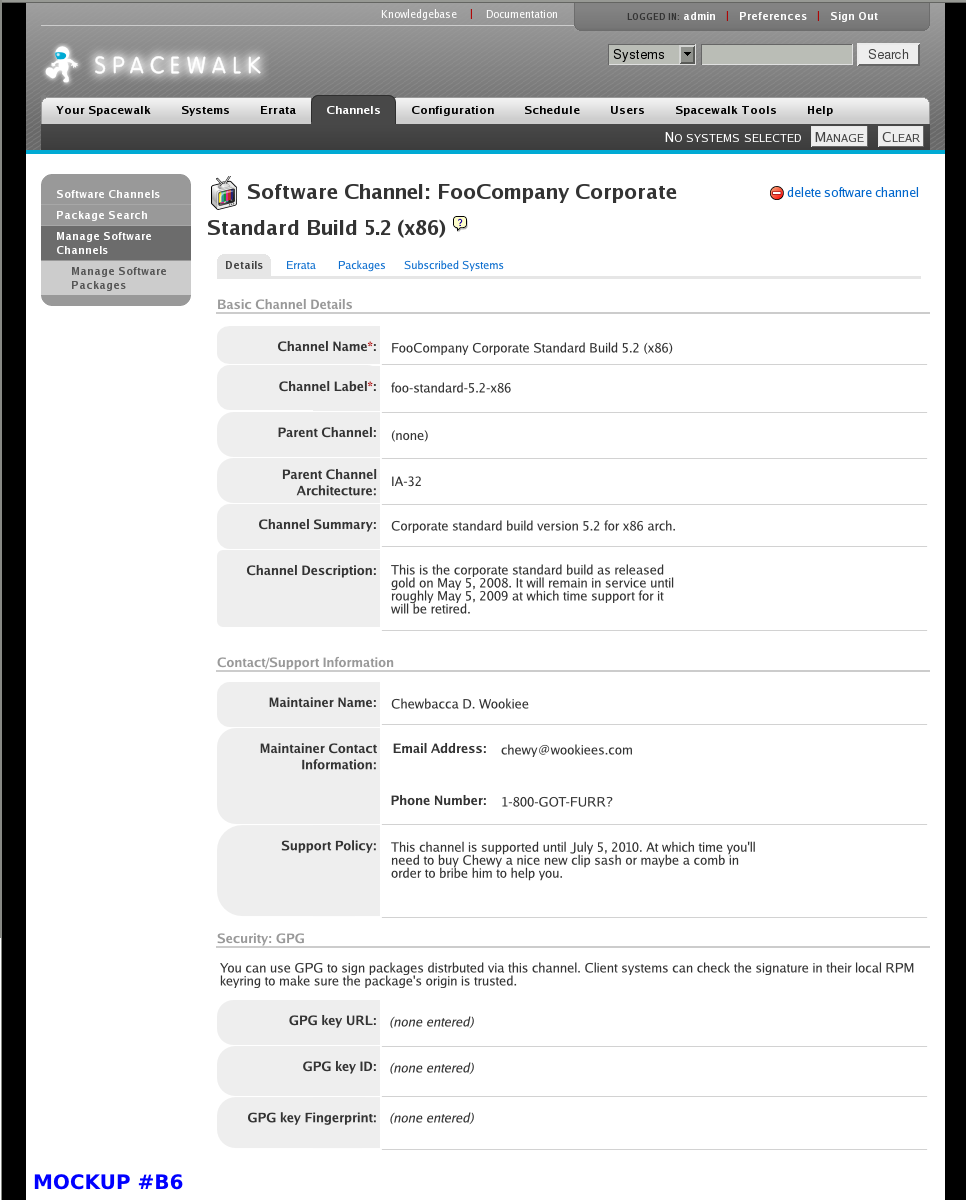 Knowledgebase | Documentation
LOGGED IN: admin | Preferences | Sign Out
SPACEWALK
Systems
Search
Your Spacewalk Systems Errata Channels Configuration Schedule Users Spacewalk Tools Help
NO SYSTEMS SELECTED MANAGE CLEAR
Software Channels
Package Search
Manage Software
Channels
Manage Software
Packages
Software Channel: FooCompany Corporate
Standard Build 5.2 (x86) ?
delete software channel
Details Errata Packages Subscribed Systems
Basic Channel Details
Channel Name*: FooCompany Corporate Standard Build 5.2 (x86)
Channel Label*: foo-standard-5.2-x86
Parent Channel: (none)
Parent Channel
Architecture: IA-32
Channel Summary: Corporate standard build version 5.2 for x86 arch.
Channel Description: This is the corporate standard build as released
gold on May 5, 2008. It will remain in service until
roughly May 5, 2009 at which time support for it
will be retired.
Contact/Support Information
Maintainer Name: Chewbacca D. Wookiee
Maintainer Contact
Information:
Email Address: chewy@wookiees.com
Phone Number: 1-800-GOT-FURR?
Support Policy: This channel is supported until July 5, 2010. At which time you'll
need to buy Chewy a nice new clip sash or maybe a comb in
order to bribe him to help you.
Security: GPG
You can use GPG to sign packages distrbuted via this channel. Client systems can check the signature in their local RPM
keyring to make sure the package's origin is trusted.
GPG key URL: (none entered)
GPG key ID: (none entered)
GPG key Fingerprint: (none entered)
MOCKUP #B6